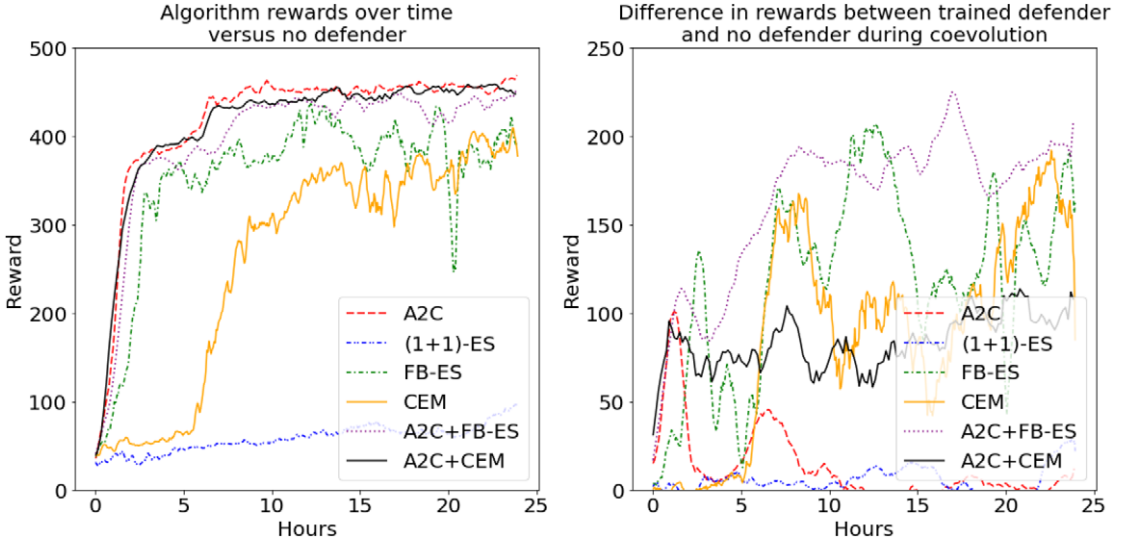 Algorithm rewards over time
versus no defender
Reward
500
400
300
200
100
0
0 5 10 15 20 25
Hours
A2C
(1+1)-ES
FB-ES
CEM
A2C+FB-ES
A2C+CEM
Difference in rewards between trained defender
and no defender during coevolution
Reward
250
200
150
100
50
0
0 5 10 15 20 25
Hours
A2C
(1+1)-ES
FB-ES
CEM
A2C+FB-ES
A2C+CEM